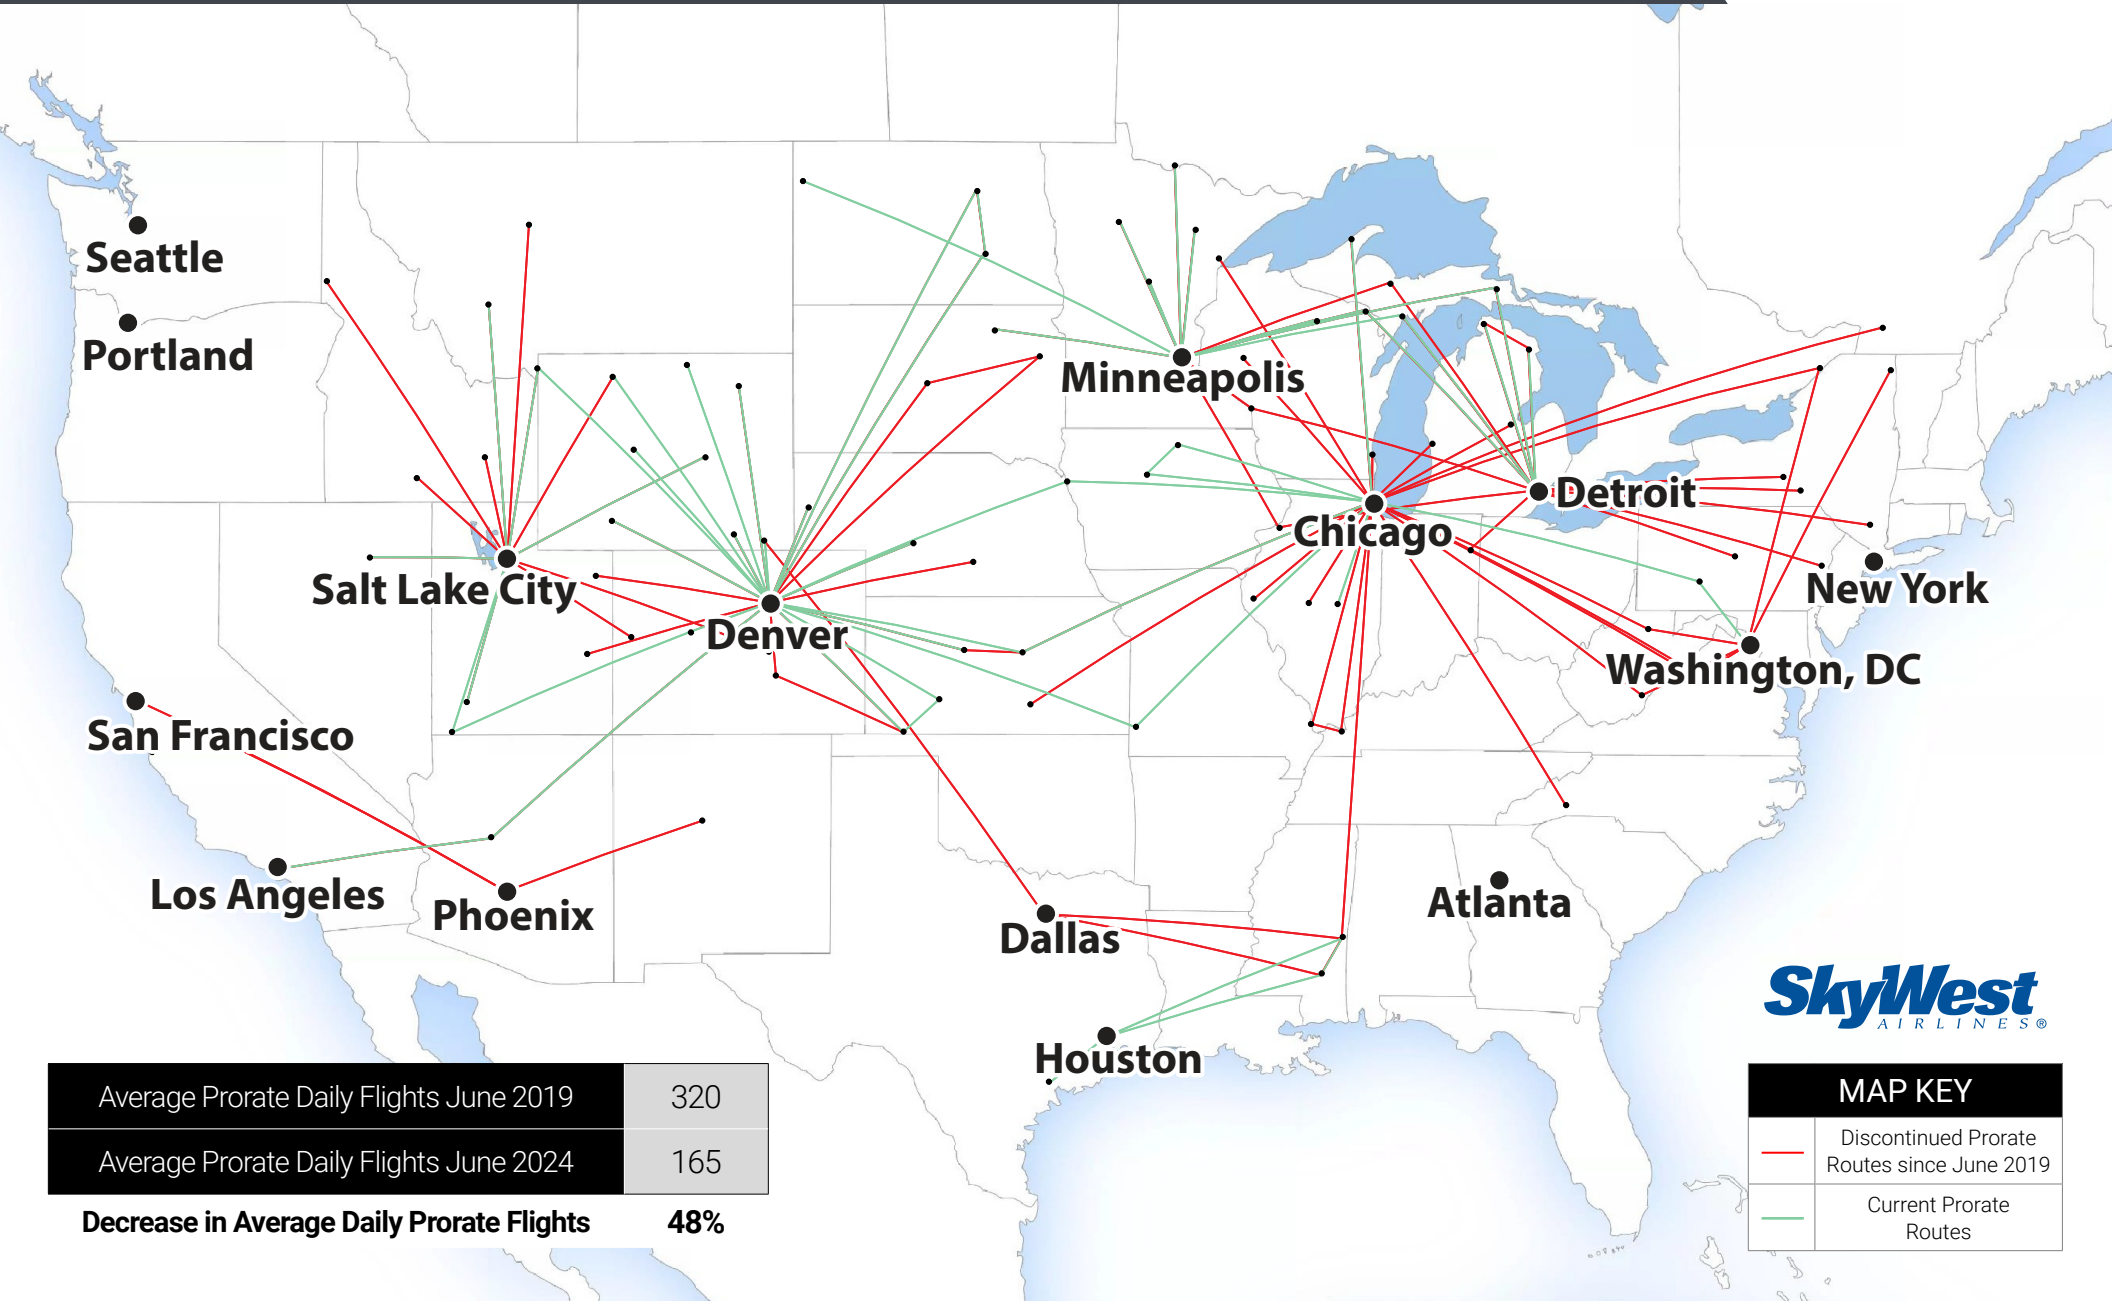 Seattle
Portland
Minneapolis
Detroit
Chicago
Salt Lake City
New York
Denver
Washington, DC
San Francisco
Los Angeles
Phoenix
Atlanta
Dallas
Houston
SkyWest
AIRLINES®
Average Prorate Daily Flights June 2019 320
Average Prorate Daily Flights June 2024 165
Decrease in Average Daily Prorate Flights 48%
MAP KEY
Discontinued Prorate
Routes since June 2019
Current Prorate
Routes